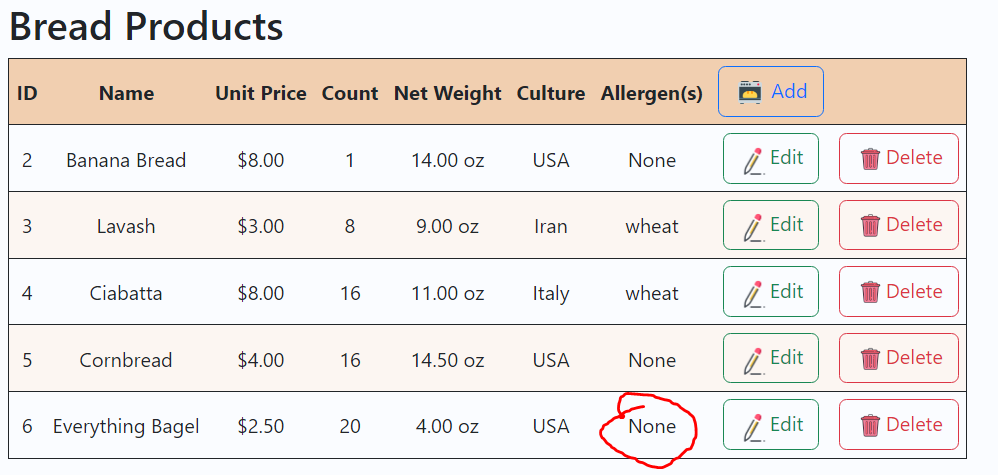 Bread Products
ID Name Unit Price Count Net Weight Culture Allergen(s) Add
2 Banana Bread $8.00 1 14.00 oz USA None Edit Delete
3 Lavash $3.00 8 9.00 oz Iran wheat Edit Delete
4 Ciabatta $8.00 16 11.00 oz Italy wheat Edit Delete
5 Cornbread $4.00 16 14.50 oz USA None Edit Delete
6 Everything Bagel $2.50 20 4.00 oz USA None Edit Delete